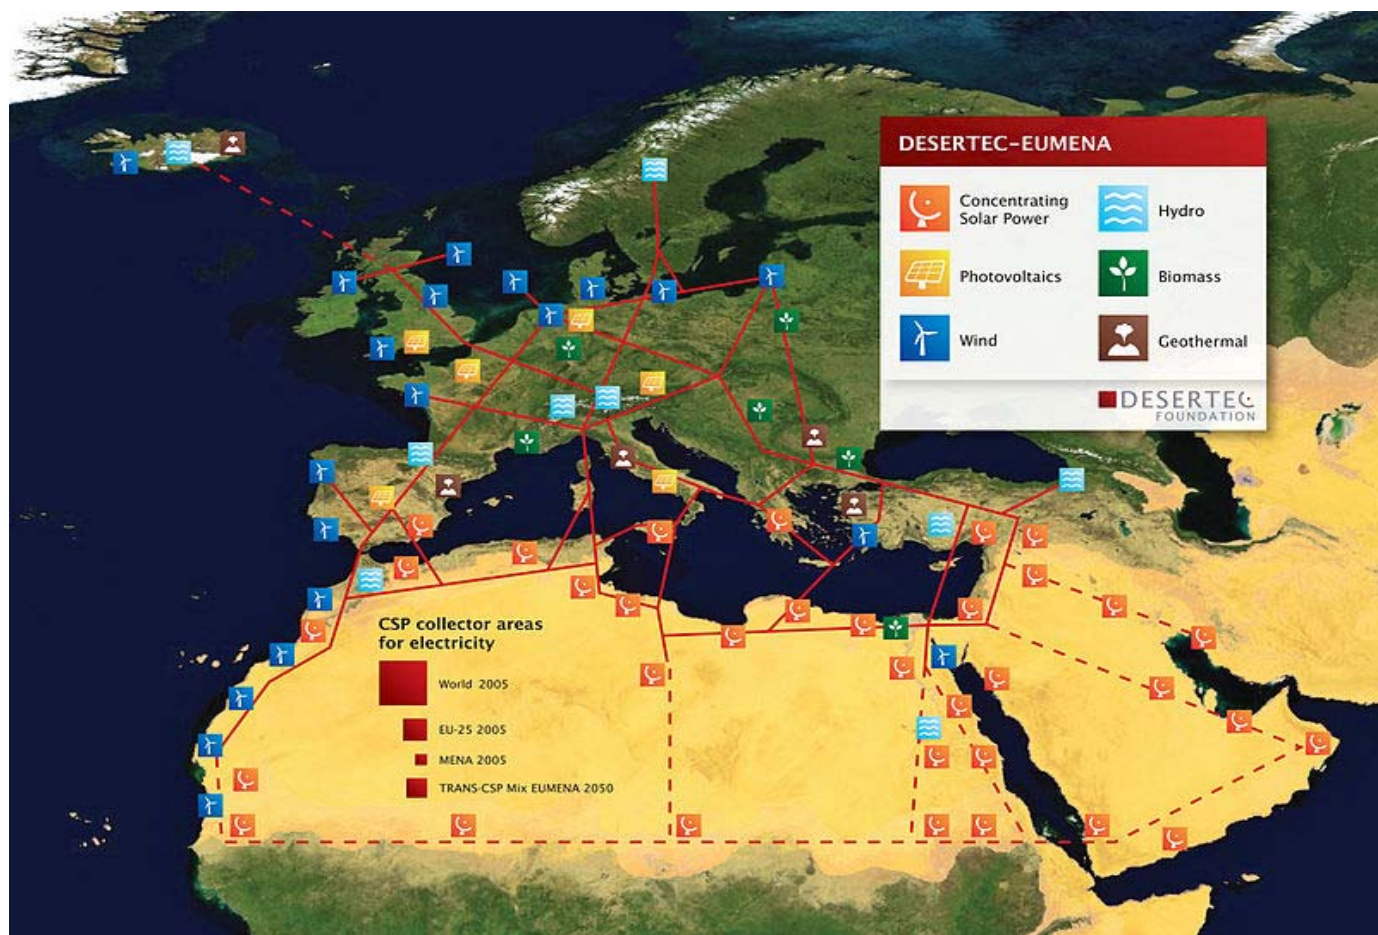 DESERTEC–EUMENA
Concentrating
Solar Power
Hydro
Photovoltaics
Biomass
Wind
Geothermal
DESERTEC
FOUNDATION
CSP collector areas
for electricity
World 2005
EU-25 2005
MENA 2005
TRANS-CSP Mix EUMENA 2050